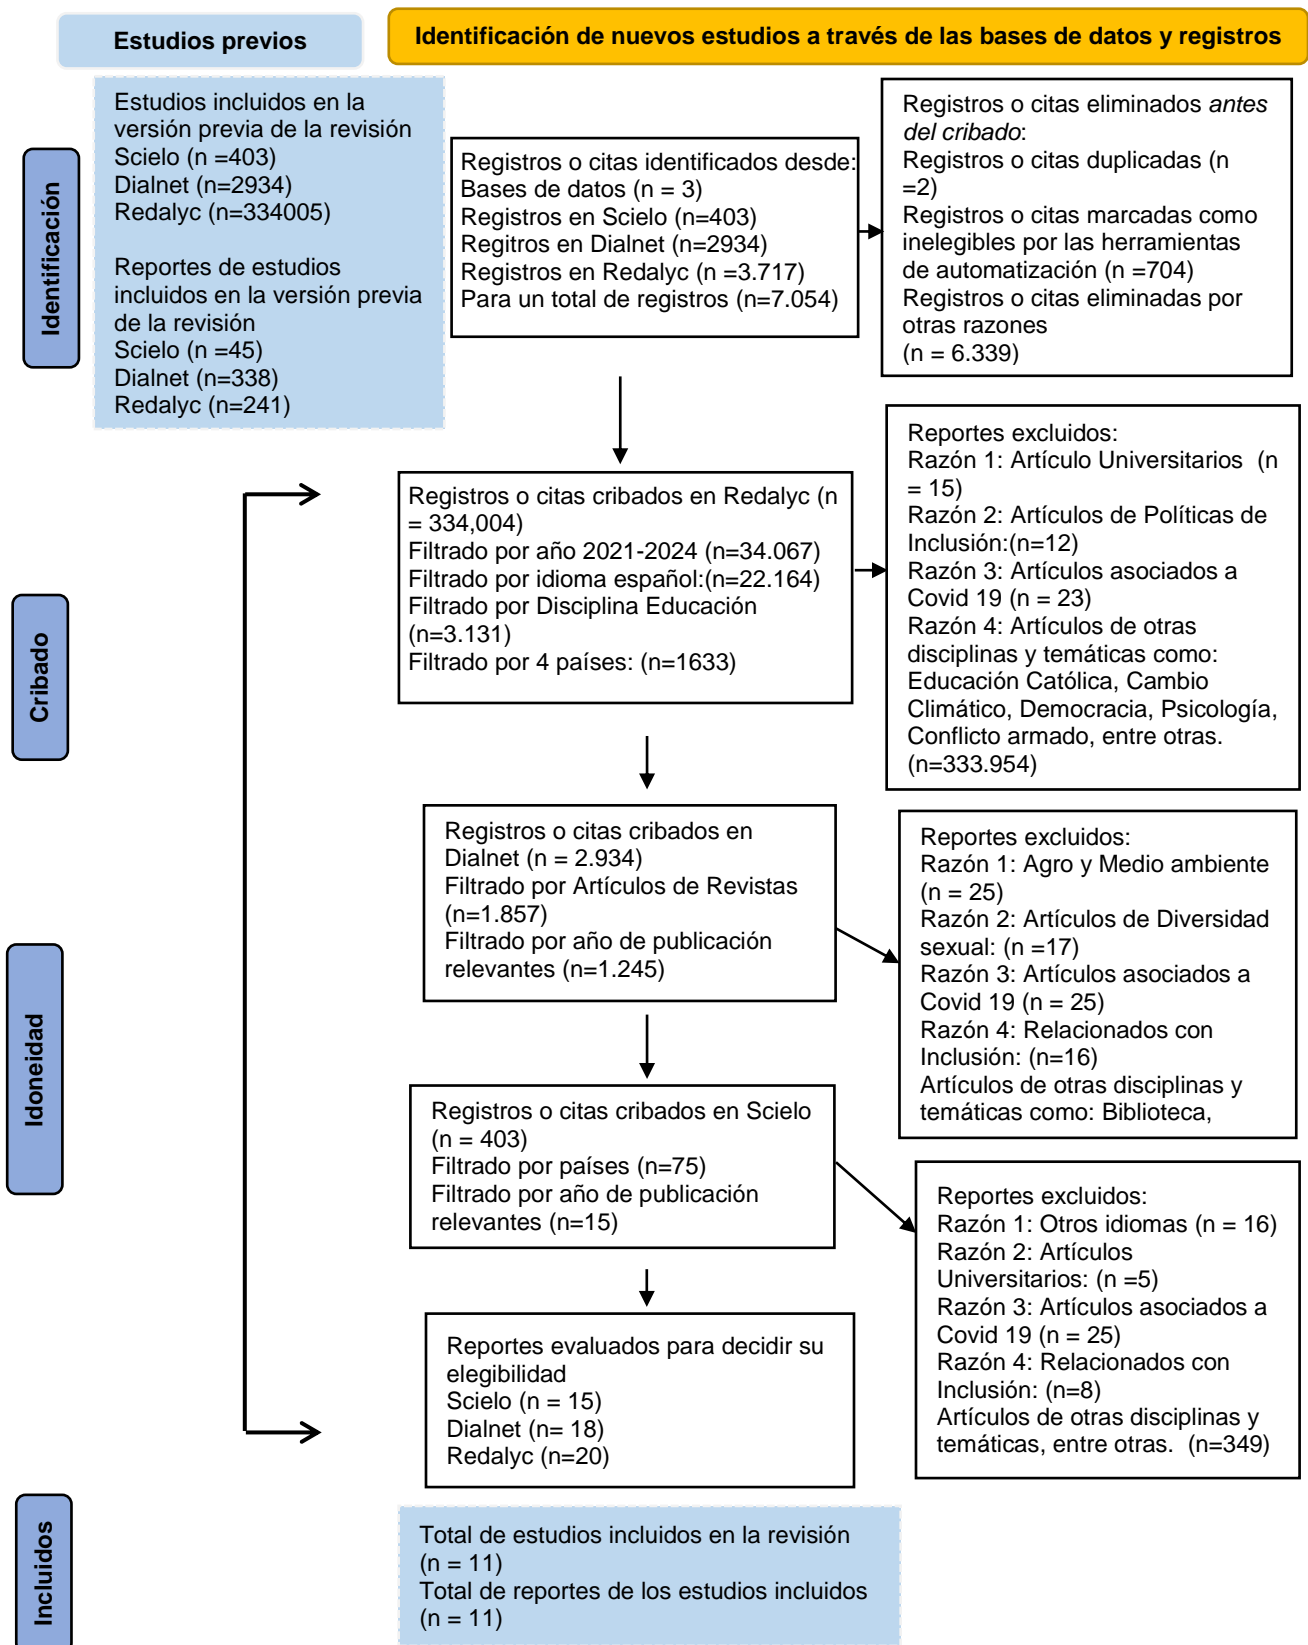 Estudios previos
Identificación de nuevos estudios a través de las bases de datos y registros
Identificación
Estudios incluidos en la
versión previa de la revisión
Scielo (n =403)
Dialnet (n=2934)
Redalyc (n=334005)
Reportes de estudios
incluidos en la versión previa
de la revisión
Scielo (n =45)
Dialnet (n=338)
Redalyc (n=241)
Registros o citas identificados desde:
Bases de datos (n = 3)
Registros en Scielo (n=403)
Regitros en Dialnet (n=2934)
Registros en Redalyc (n =3.717)
Para un total de registros (n=7.054)
Registros o citas eliminados antes
del cribado:
Registros o citas duplicadas (n
=2)
Registros o citas marcadas como
inelegibles por las herramientas
de automatización (n =704)
Registros o citas eliminadas por
otras razones
(n = 6.339)
Cribado
Registros o citas cribados en Redalyc (n
= 334,004)
Filtrado por año 2021-2024 (n=34.067)
Filtrado por idioma español:(n=22.164)
Filtrado por Disciplina Educación
(n=3.131)
Filtrado por 4 países: (n=1633)
Reportes excluidos:
Razón 1: Artículo Universitarios (n
= 15)
Razón 2: Artículos de Políticas de
Inclusión:(n=12)
Razón 3: Artículos asociados a
Covid 19 (n = 23)
Razón 4: Artículos de otras
disciplinas y temáticas como:
Educación Católica, Cambio
Climático, Democracia, Psicología,
Conflicto armado, entre otras.
(n=333.954)
Idoneidad
Registros o citas cribados en
Dialnet (n = 2.934)
Filtrado por Artículos de Revistas
(n=1.857)
Filtrado por año de publicación
relevantes (n=1.245)
Reportes excluidos:
Razón 1: Agro y Medio ambiente
(n = 25)
Razón 2: Artículos de Diversidad
sexual: (n =17)
Razón 3: Artículos asociados a
Covid 19 (n = 25)
Razón 4: Relacionados con
Inclusión: (n=16)
Artículos de otras disciplinas y
temáticas como: Biblioteca,
Registros o citas cribados en Scielo
(n = 403)
Filtrado por países (n=75)
Filtrado por año de publicación
relevantes (n=15)
Reportes excluidos:
Razón 1: Otros idiomas (n = 16)
Razón 2: Artículos
Universitarios: (n =5)
Razón 3: Artículos asociados a
Covid 19 (n = 25)
Razón 4: Relacionados con
Inclusión: (n=8)
Artículos de otras disciplinas y
temáticas, entre otras. (n=349)
Reportes evaluados para decidir su
elegibilidad
Scielo (n = 15)
Dialnet (n= 18)
Redalyc (n=20)
Incluidos
Total de estudios incluidos en la revisión
(n = 11)
Total de reportes de los estudios incluidos
(n = 11)